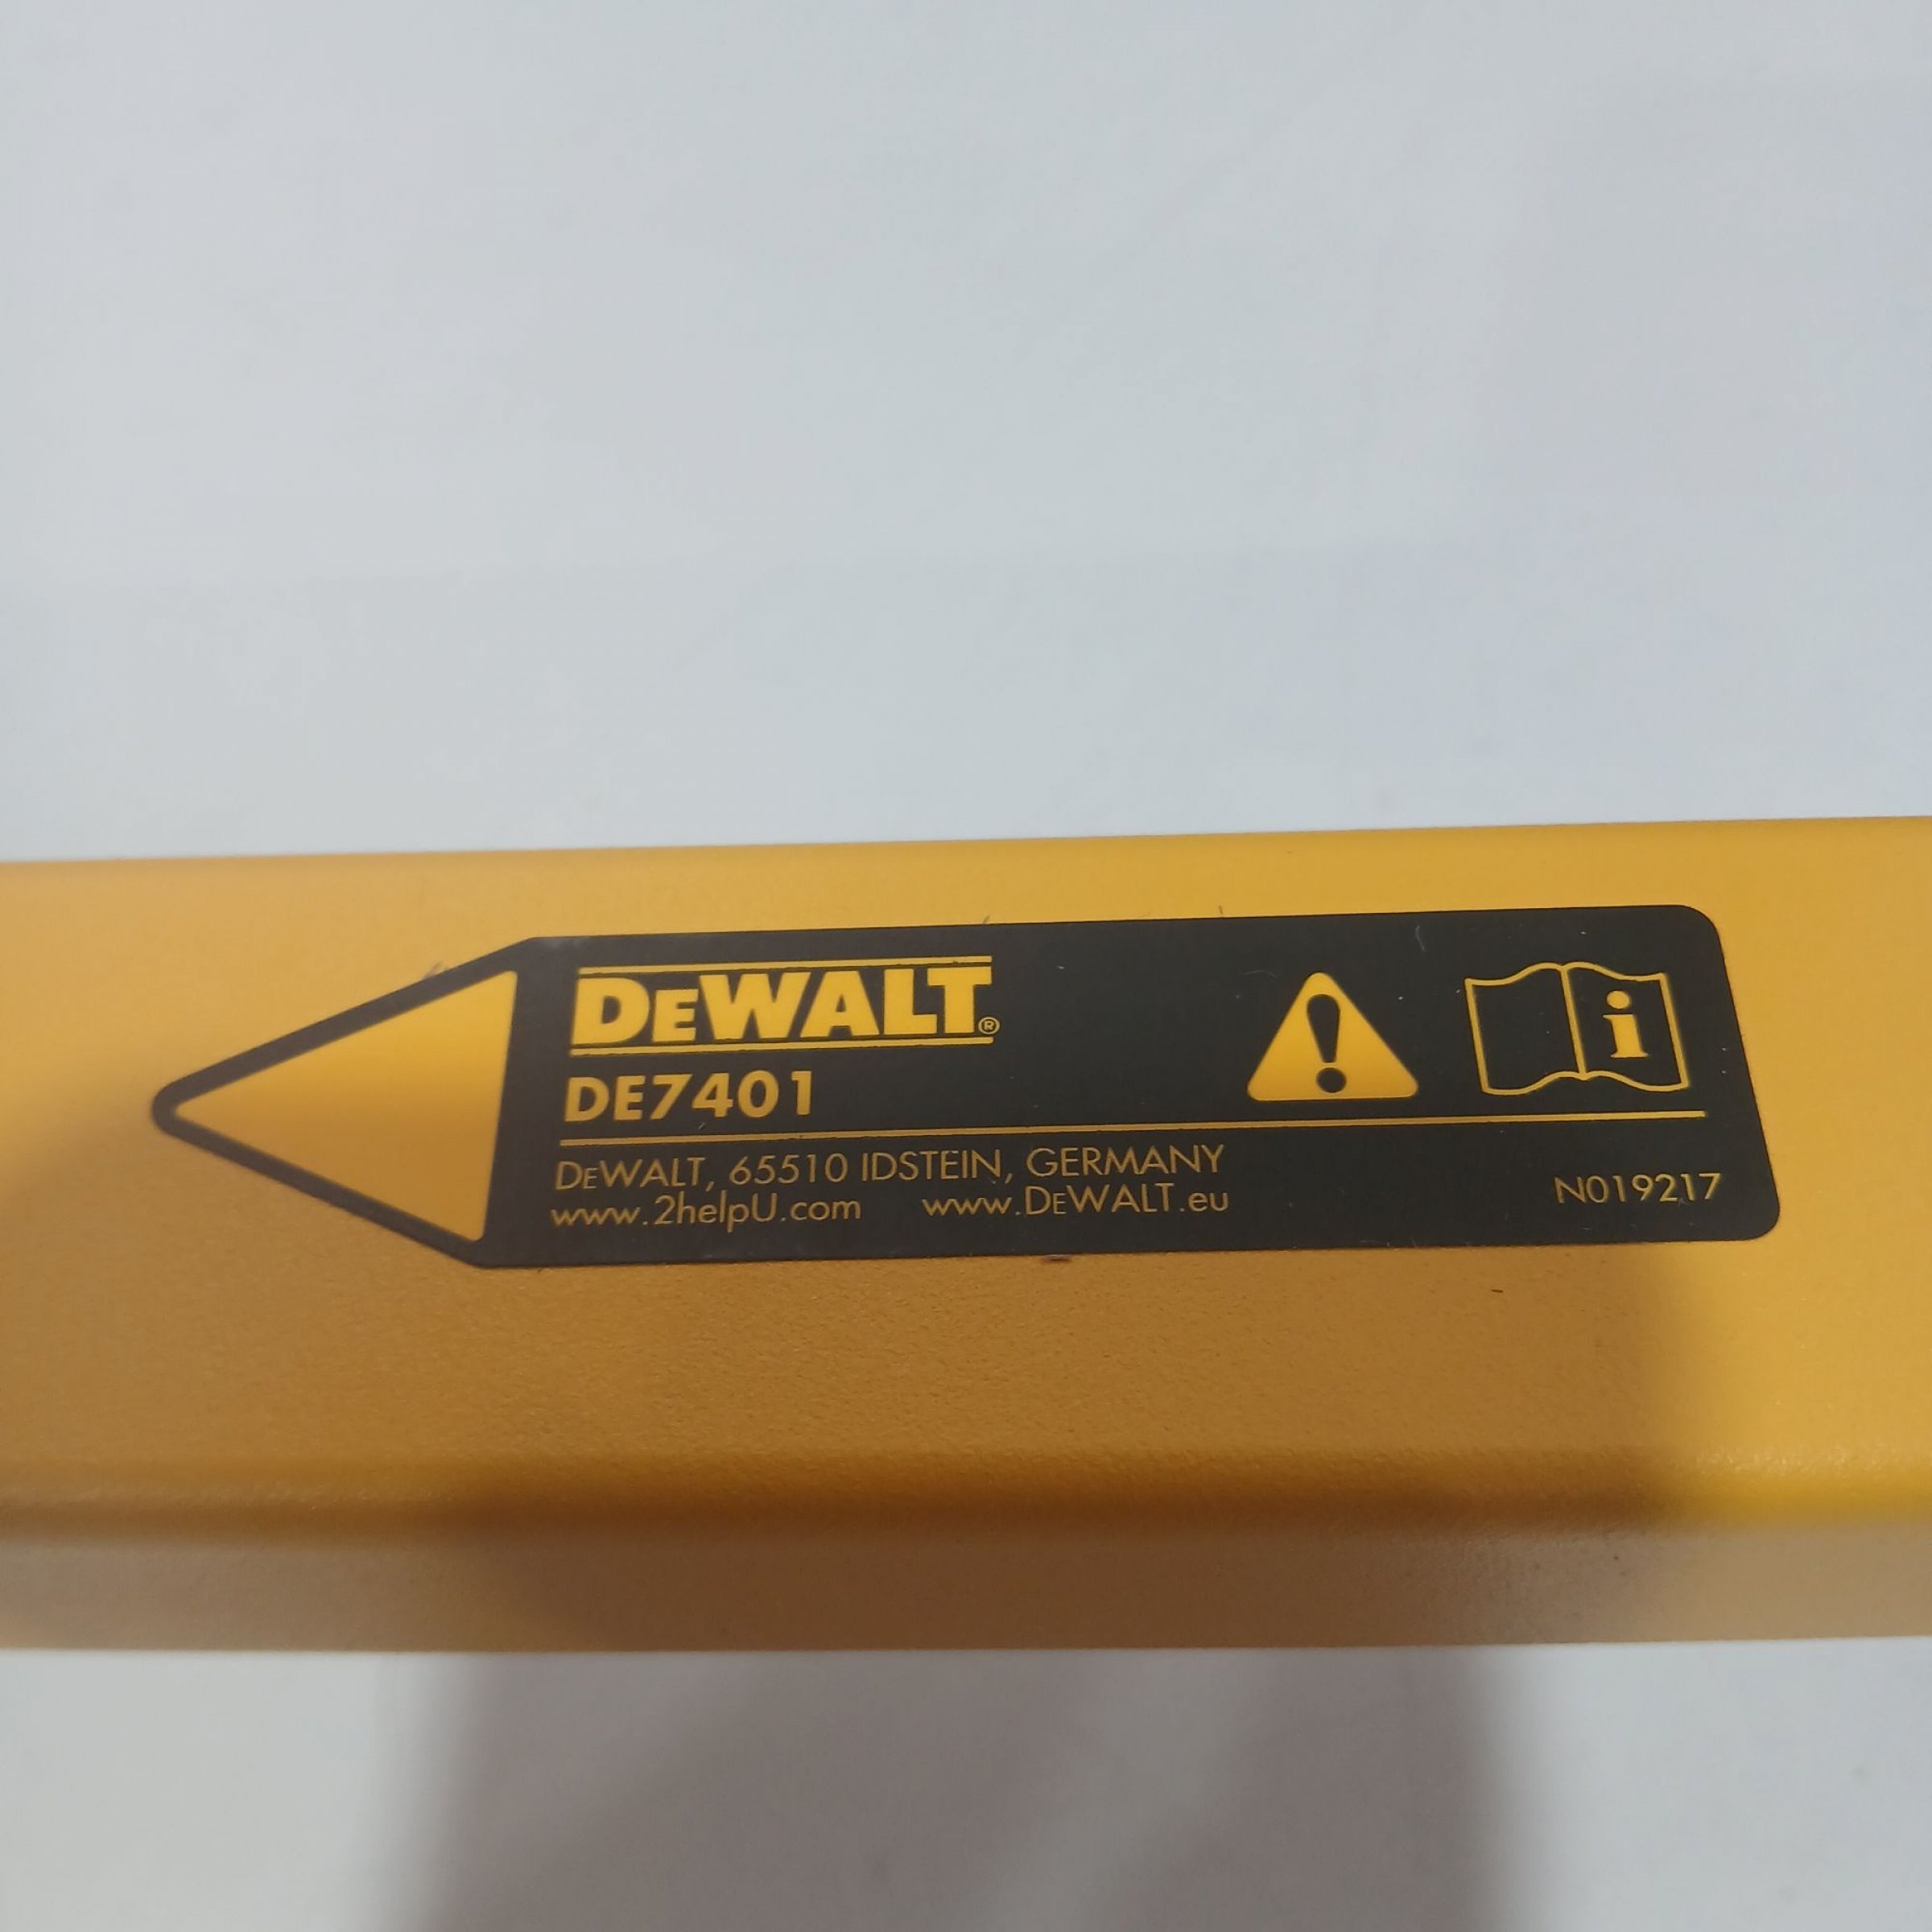 DEWALT®
DE7401
DEWALT, 65510 IDSTEIN, GERMANY
www.2helpU.com www.DEWALT.eu
N019217